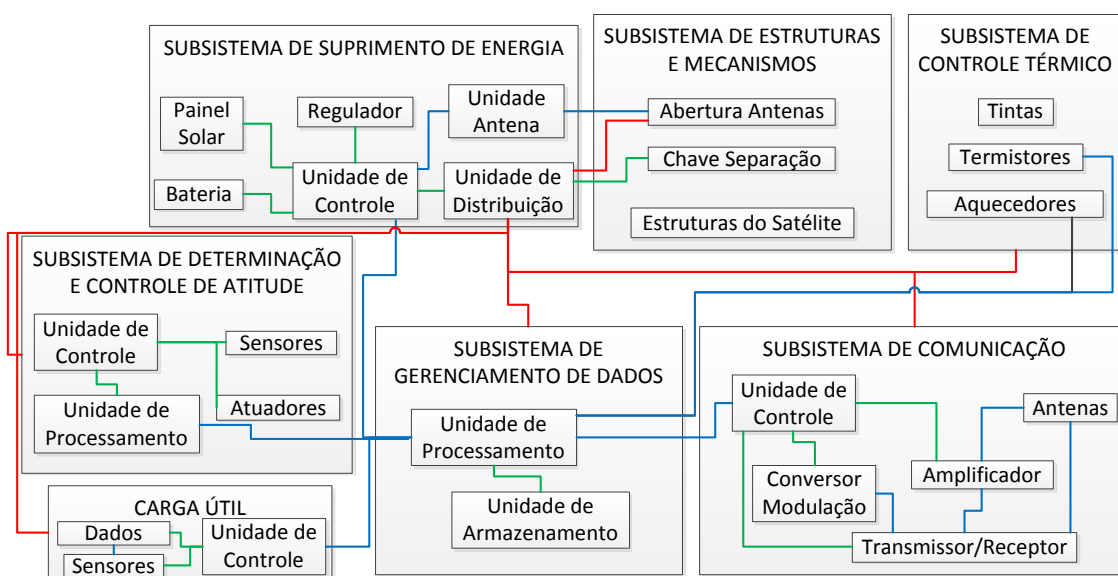 SUBSISTEMA DE SUPRIMENTO DE ENERGIA
Painel
Solar
Regulador
Unidade
Antena
Bateria
Unidade de
Controle
Unidade de
Distribuição
SUBSISTEMA DE ESTRUTURAS
E MECANISMOS
Abertura Antenas
Chave Separação
Estruturas do Satélite
SUBSISTEMA DE
CONTROLE TÉRMICO
Tintas
Termistores
Aquecedores
SUBSISTEMA DE DETERMINAÇÃO
E CONTROLE DE ATITUDE
Unidade de
Controle
Sensores
Atuadores
Unidade de
Processamento
SUBSISTEMA DE
GERENCIAMENTO DE DADOS
Unidade de
Processamento
Unidade de
Armazenamento
SUBSISTEMA DE COMUNICAÇÃO
Unidade de
Controle
Antenas
Conversor
Modulação
Amplificador
Transmissor/Receptor
CARGA ÚTIL
Dados
Sensores
Unidade de
Controle